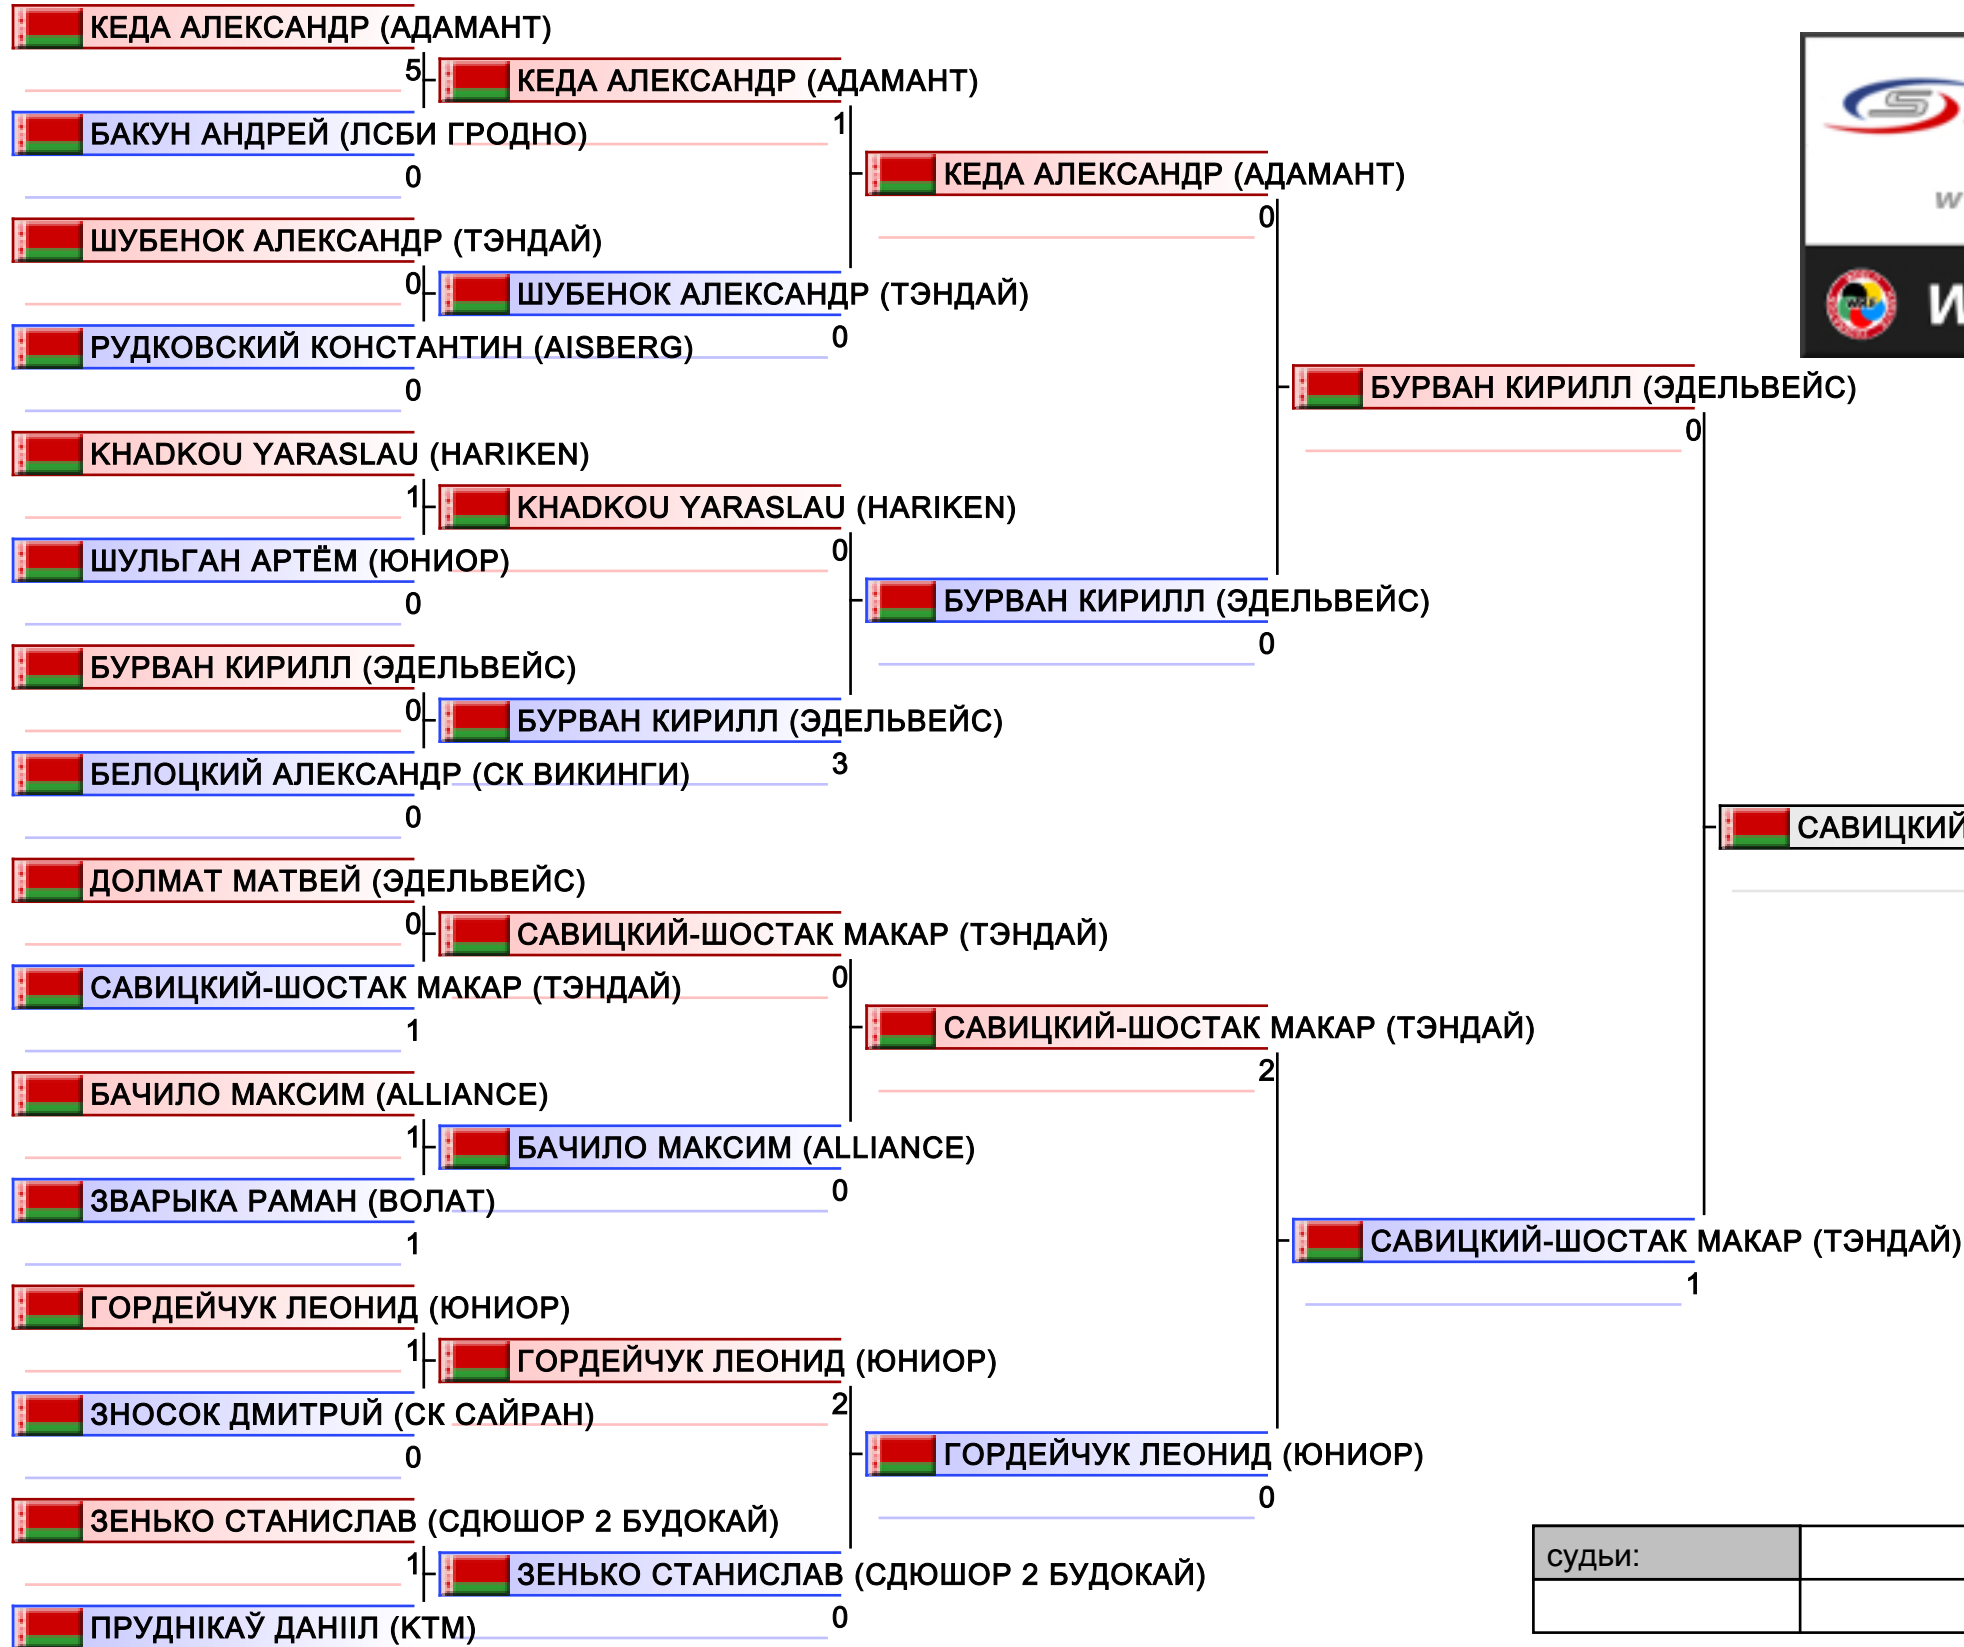 КЕДА АЛЕКСАНДР (АДАМАНТ)
5
БАКУН АНДРЕЙ (ЛСБИ ГРОДНО)
0
ШУБЕНОК АЛЕКСАНДР (ТЭНДАЙ)
0
РУДКОВСКИЙ КОНСТАНТИН (AISBERG)
0
KHADKOU YARASLAU (HARIKEN)
1
ШУЛЬГАН АРТЁМ (ЮНИОР)
0
БУРВАН КИРИЛЛ (ЭДЕЛЬВЕЙС)
0
БЕЛОЦКИЙ АЛЕКСАНДР (СК ВИКИНГИ)
0
ДОЛМАТ МАТВЕЙ (ЭДЕЛЬВЕЙС)
0
САВИЦКИЙ-ШОСТАК МАКАР (ТЭНДАЙ)
1
БАЧИЛО МАКСИМ (ALLIANCE)
1
ЗВАРЫКА РАМАН (ВОЛАТ)
1
ГОРДЕЙЧУК ЛЕОНИД (ЮНИОР)
1
ЗНОСОК ДМИТРUЙ (СК САЙРАН)
0
ЗЕНЬКО СТАНИСЛАВ (СДЮШОР 2 БУДОКАЙ)
1
ПРУДНІКАЎ ДАНІІЛ (KTM)
КЕДА АЛЕКСАНДР (АДАМАНТ)
1
ШУБЕНОК АЛЕКСАНДР (ТЭНДАЙ)
0
KHADKOU YARASLAU (HARIKEN)
0
БУРВАН КИРИЛЛ (ЭДЕЛЬВЕЙС)
3
САВИЦКИЙ-ШОСТАК МАКАР (ТЭНДАЙ)
0
БАЧИЛО МАКСИМ (ALLIANCE)
0
ГОРДЕЙЧУК ЛЕОНИД (ЮНИОР)
2
ЗЕНЬКО СТАНИСЛАВ (СДЮШОР 2 БУДОКАЙ)
0
КЕДА АЛЕКСАНДР (АДАМАНТ)
0
БУРВАН КИРИЛЛ (ЭДЕЛЬВЕЙС)
0
САВИЦКИЙ-ШОСТАК МАКАР (ТЭНДАЙ)
2
ГОРДЕЙЧУК ЛЕОНИД (ЮНИОР)
0
БУРВАН КИРИЛЛ (ЭДЕЛЬВЕЙС)
0
САВИЦКИЙ-ШОСТАК МАКАР (ТЭНДАЙ)
1
САВИЦКИЙ
судьи: